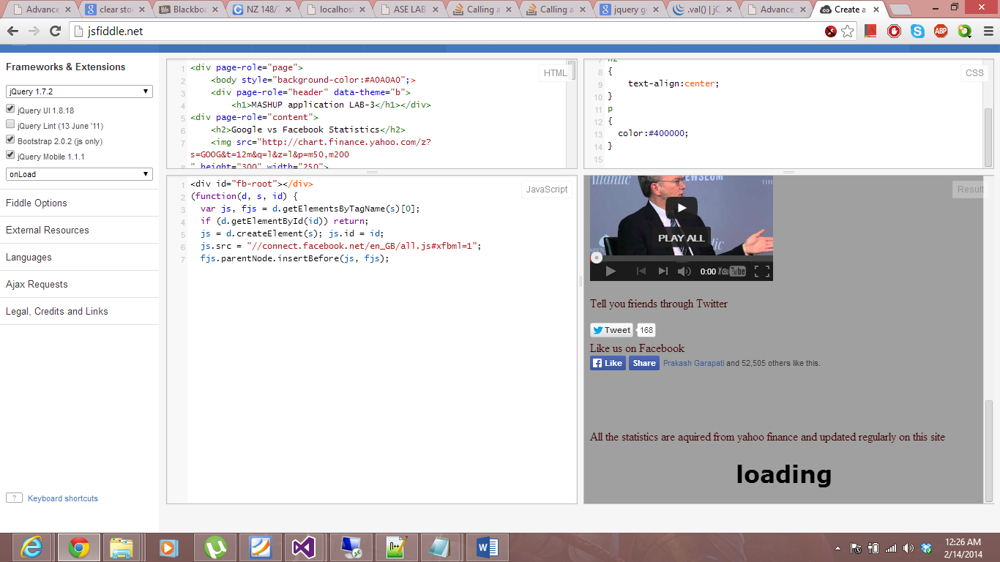 Advance
clear sto
Blackboa
NZ 148/7
localhost
ASE LAB
Calling a
Calling a
jquery ge
.val() | jC
Advance
Create a
jsfiddle.net
ABP
Frameworks & Extensions
jQuery 1.7.2
jQuery UI 1.8.18
jQuery Lint (13 June '11)
Bootstrap 2.0.2 (js only)
jQuery Mobile 1.1.1
onLoad
Fiddle Options
External Resources
Languages
Ajax Requests
Legal, Credits and Links
? Keyboard shortcuts
HTML
1 <div page-role="page">
2 <body style="background-color:#A0A0A0";>
3 <div page-role="header" data-theme="b">
4 <h1>MASHUP application LAB-3</h1></div>
5 <div page-role="content">
6 <h2>Google vs Facebook Statistics</h2>
7 <img src="http://chart.finance.yahoo.com/z?
s=GOOG&t=12m&q=l&z=l&p=m50,m200
8 " height="300" width="250">
CSS
7 h2
8 {
9 text-align:center;
10 }
11 p
12 {
13 color:#400000;
14 }
15
JavaScript
1 <div id="fb-root"></div>
2 (function(d, s, id) {
3 var js, fjs = d.getElementsByTagName(s)[0];
4 if (d.getElementById(id)) return;
5 js = d.createElement(s); js.id = id;
6 js.src = "//connect.facebook.net/en_GB/all.js#xfbml=1";
7 fjs.parentNode.insertBefore(js, fjs);
Result
PLAY ALL
0:00
YouTube
Tell you friends through Twitter
Tweet 168
Like us on Facebook
Like Share Prakash Garapati and 52,505 others like this.
All the statistics are aquired from yahoo finance and updated regularly on this site
loading
12:26 AM
2/14/2014